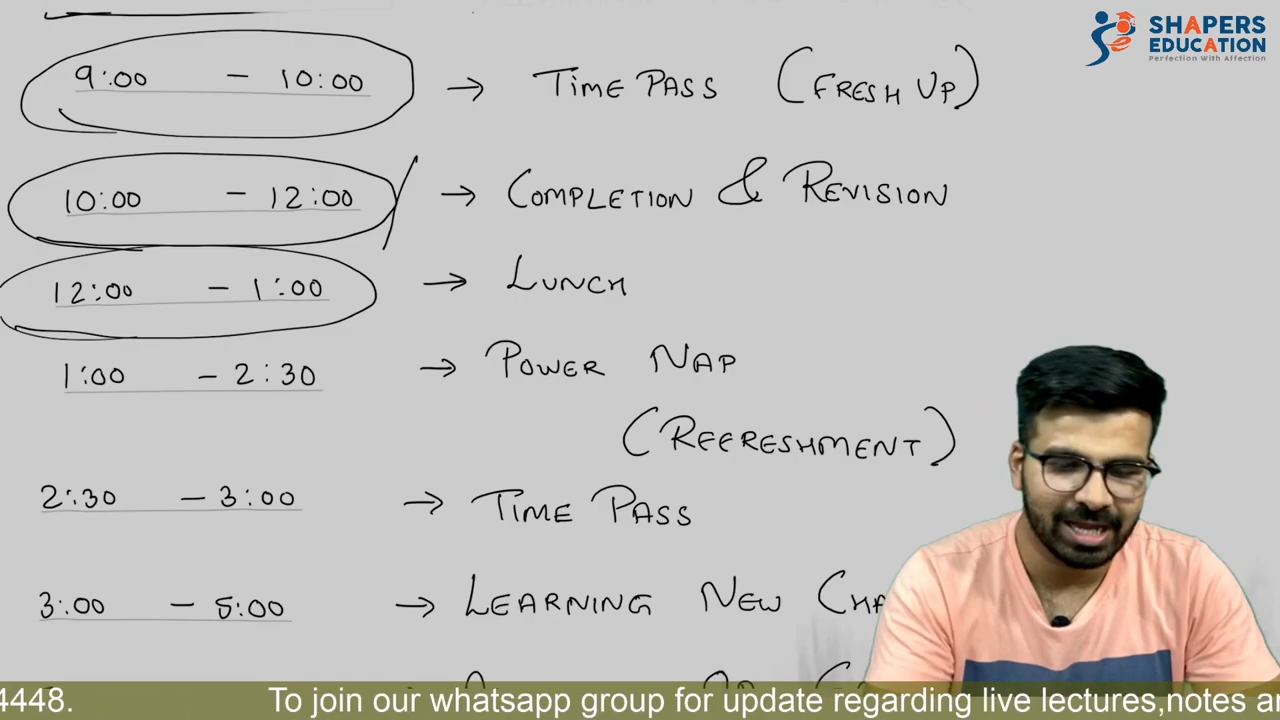 SHAPERS
EDUCATION
Perfection With Affection
9:00 - 10:00 → TIME PASS (FRESH UP)
10:00 - 12:00 → COMPLETION & REVISION
12:00 - 1:00 → LUNCH
1:00 - 2:30 → POWER NAP
(REFRESHMENT)
2:30 - 3:00 → TIME PASS
3:00 - 5:00 → LEARNING NEW CHA
4448. To join our whatsapp group for update regarding live lectures,notes a